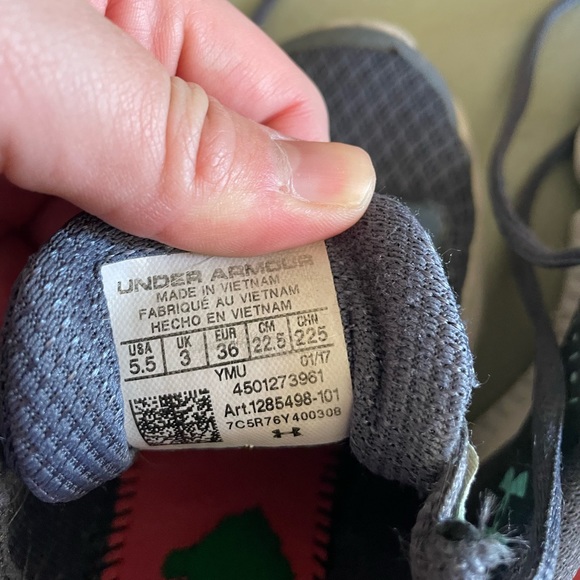 UNDER ARMOUR
MADE IN VIETNAM
FABRIQUÉ AU VIETNAM
HECHO EN VIETNAM
USA UK EUR CM CHN
5.5 3 36 22.5 225
YMU 01/17
4501273961
Art.1285498-101
7C5R76Y400308